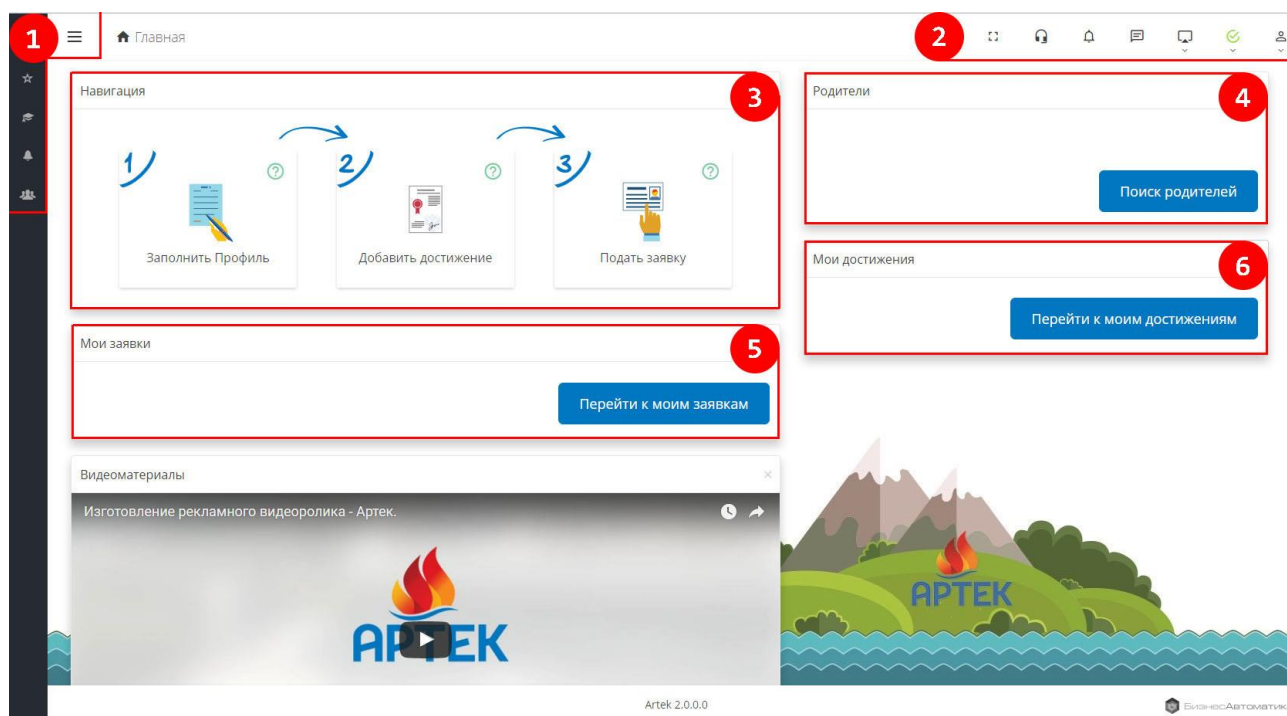 1
Главная
2
Навигация
3
1
2
3
Заполнить Профиль
Добавить достижение
Подать заявку
Родители
4
Поиск родителей
Мои достижения
6
Перейти к моим достижениям
Мои заявки
5
Перейти к моим заявкам
Видеоматериалы
Изготовление рекламного видеоролика - Артек.
АРТЕК
АРТЕК
Artek 2.0.0.0
БизнесАвтоматик